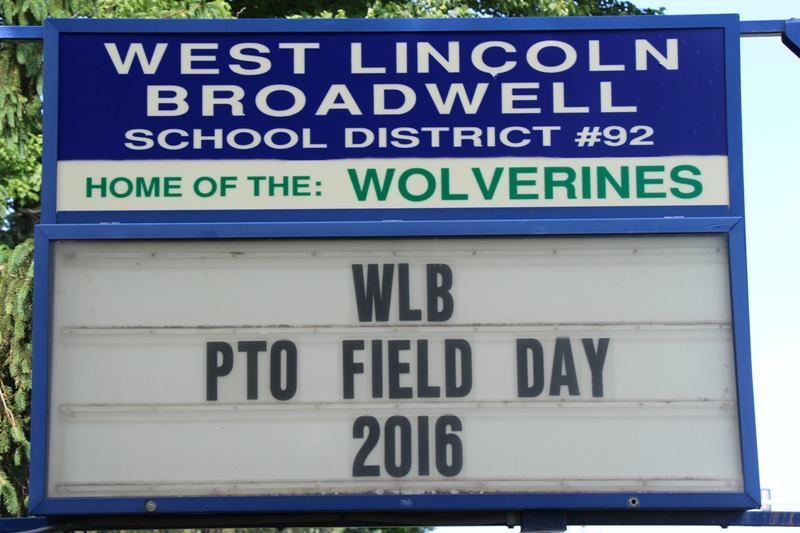 WEST LINCOLN
BROADWELL
SCHOOL DISTRICT #92
HOME OF THE: WOLVERINES
WLB
PTO FIELD DAY
2016